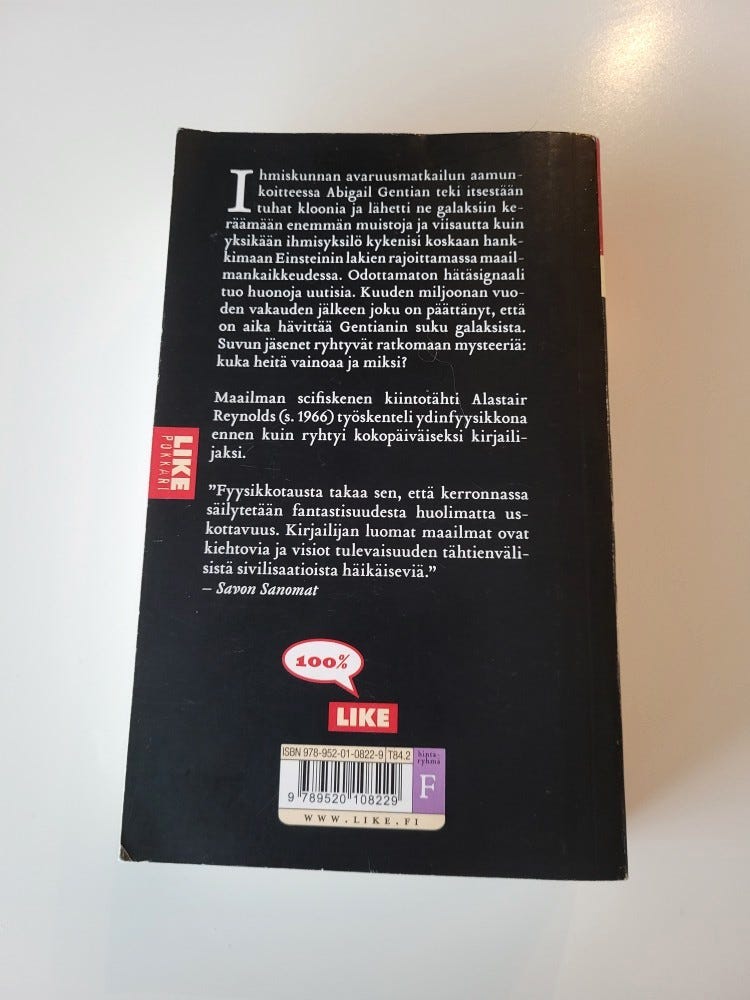 Ihmiskunnan avaruusmatkailun aamun-
koitteessa Abigail Gentian teki itsestään
tuhat kloonia ja lähetti ne galaksiin ke-
räämään enemmän muistoja ja viisautta kuin
yksikään ihmisyksilö kykenisi koskaan hank-
kimaan Einsteinin lakien rajoittamassa maail-
mankaikkeudessa. Odottamaton hätäsignaali
tuo huonoja uutisia. Kuuden miljoonan vuo-
den vakauden jälkeen joku on päättänyt, että
on aika hävittää Gentianin suku galaksista.
Suvun jäsenet ryhtyvät ratkomaan mysteeriä:
kuka heitä vainoaa ja miksi?
Maailman scifiskenen kiintotähti Alastair
Reynolds (s. 1966) työskenteli ydinfyysikkona
ennen kuin ryhtyi kokopäiväiseksi kirjaili-
jaksi.
LIKE
POKKARI
”Fyysikkotausta takaa sen, että kerronnassa
säilytetään fantastisuudesta huolimatta us-
kottavuus. Kirjailijan luomat maailmat ovat
kiehtovia ja visiot tulevaisuuden tähtienväli-
sistä sivilisaatioista häikäiseviä.”
– Savon Sanomat
100%
LIKE
ISBN 978-952-01-0822-9 T84.2
hinta-
ryhmä
F
9 789520 108229
WWW.LIKE.FI